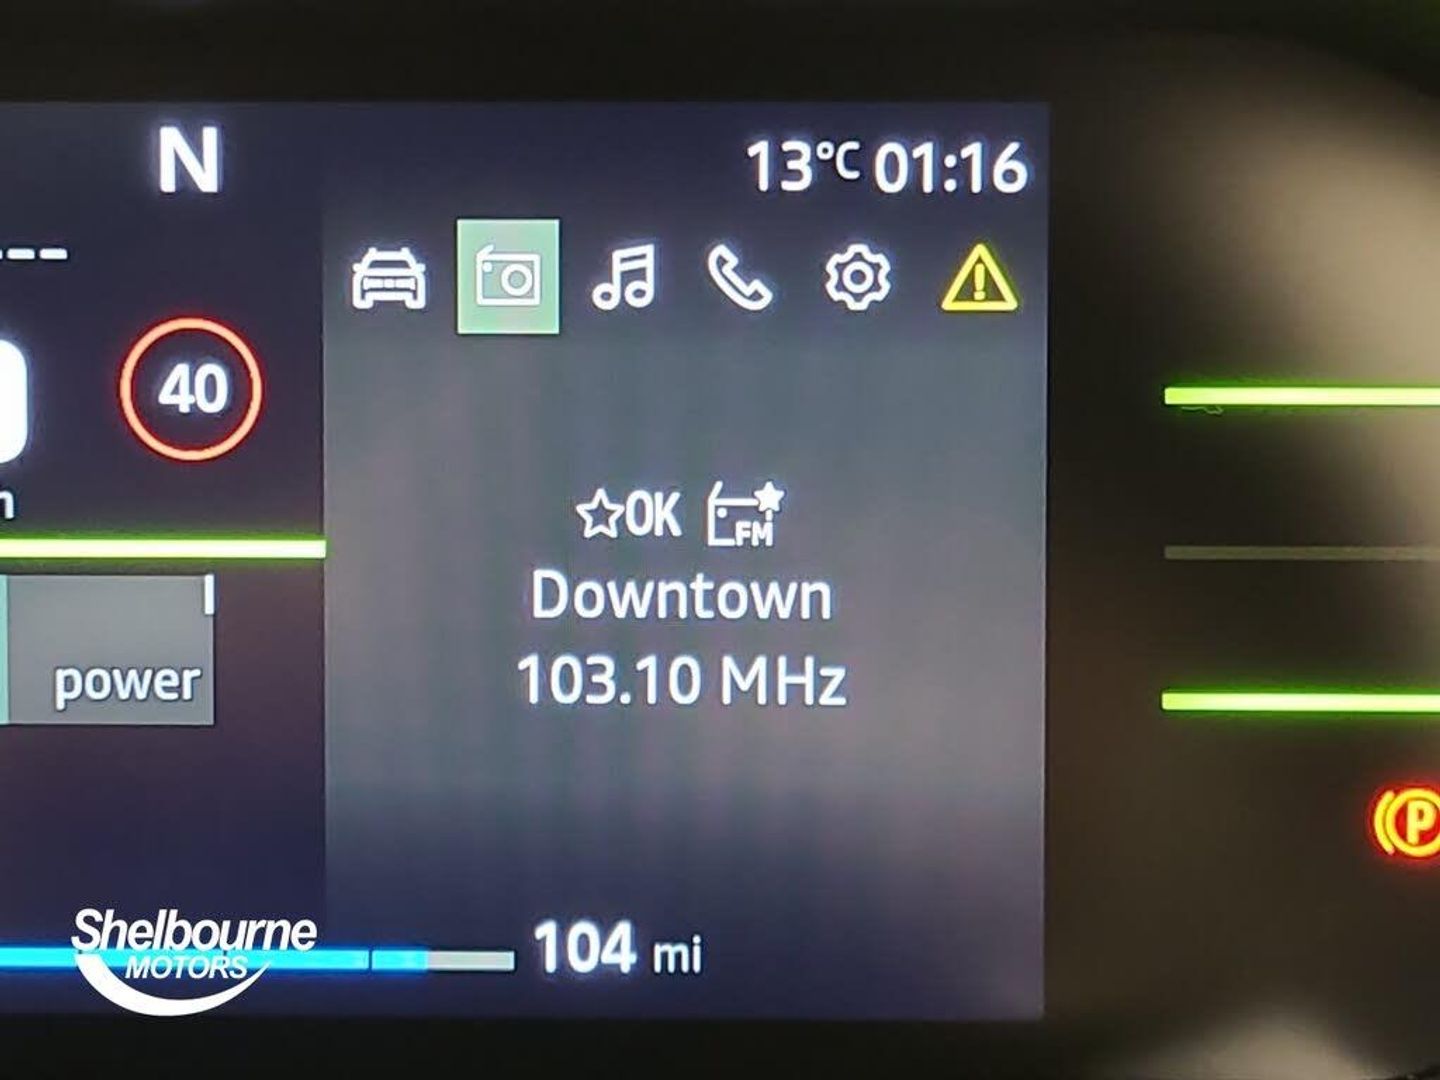 N
13°C 01:16
40
☆OK FM
Downtown
103.10 MHz
power
P
Shelbourne
MOTORS
104 mi